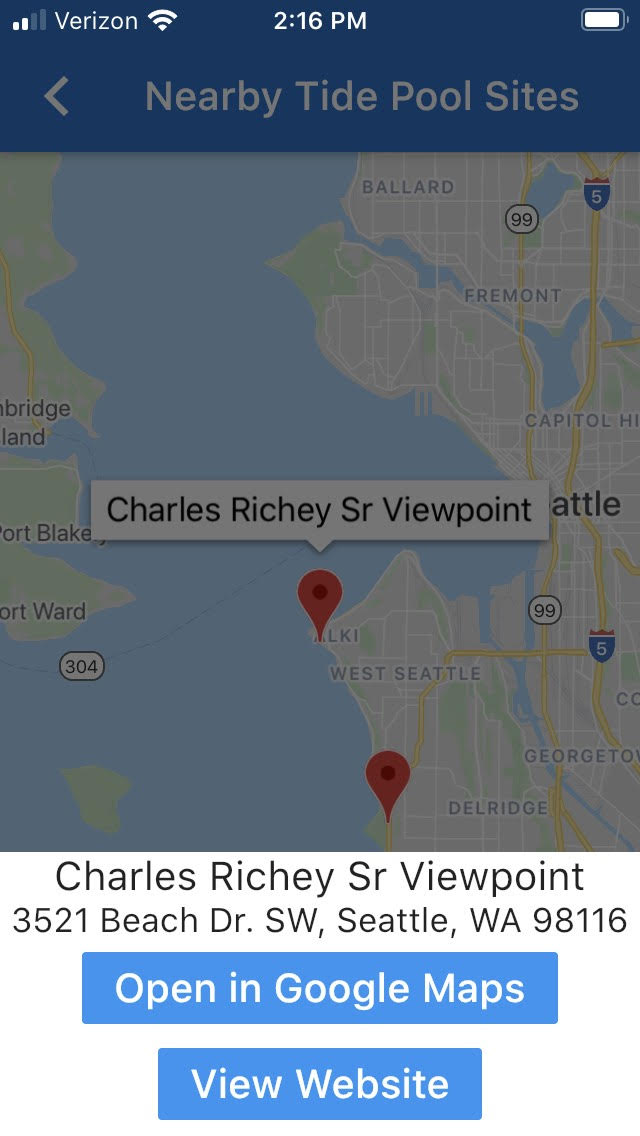 Verizon 2:16 PM
Nearby Tide Pool Sites
BALLARD
5
99
FREMONT
nbridge
land
CAPITOL HI
Charles Richey Sr Viewpoint
attle
Port Blake
ort Ward
99
ALKI
5
304
WEST SEATTLE
CO
GEORGETOW
DELRIDGE
Charles Richey Sr Viewpoint
3521 Beach Dr. SW, Seattle, WA 98116
Open in Google Maps
View Website